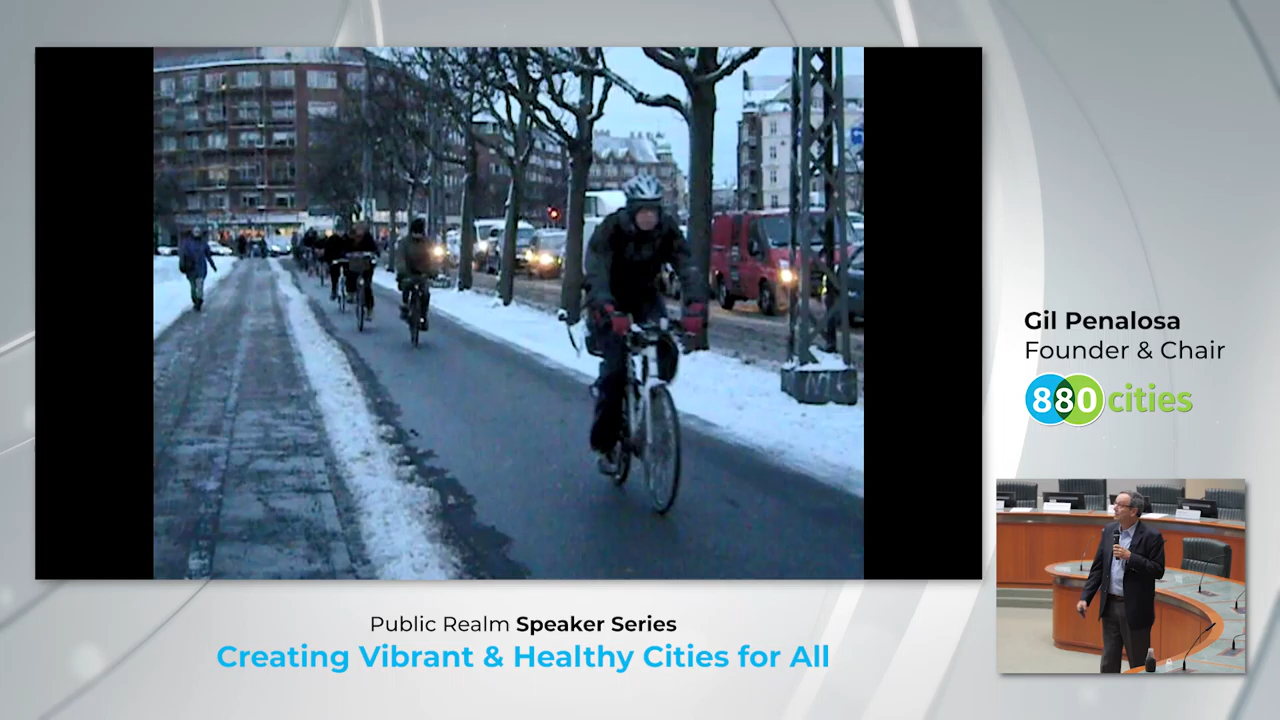 Gil Penalosa
Founder & Chair
880 cities
Public Realm Speaker Series
Creating Vibrant & Healthy Cities for All